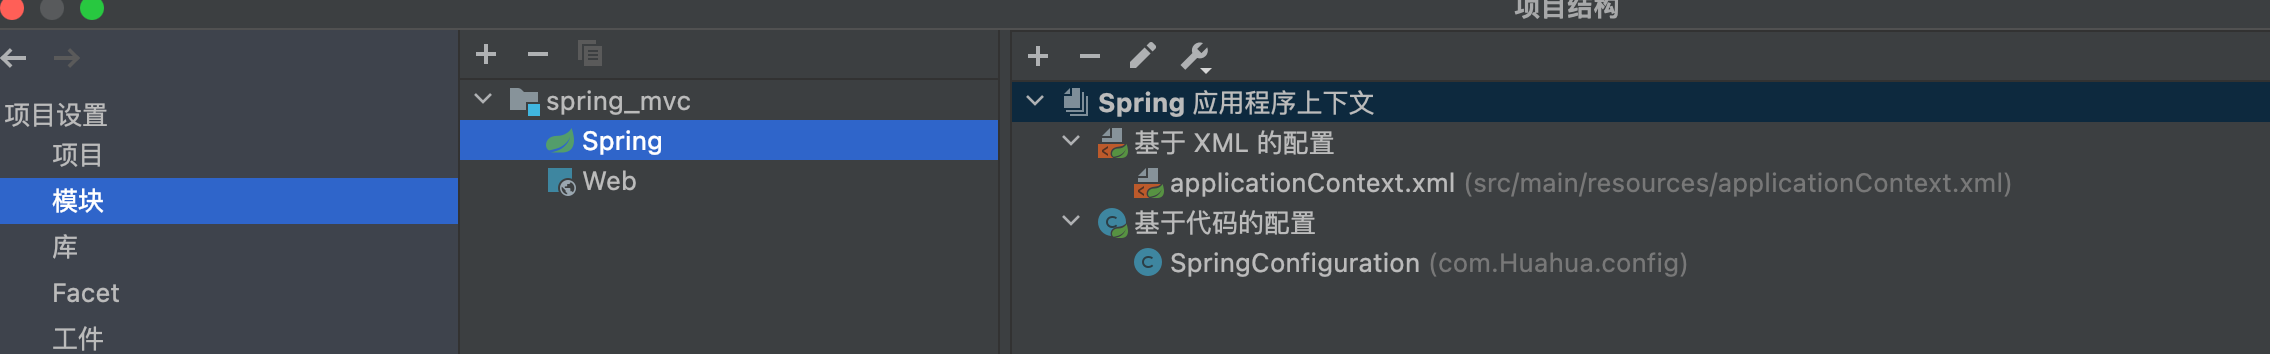 项目结构
项目设置
项目
模块
库
Facet
工件
spring_mvc
Spring
Web
Spring 应用程序上下文
基于 XML 的配置
applicationContext.xml (src/main/resources/applicationContext.xml)
基于代码的配置
SpringConfiguration (com.Huahua.config)